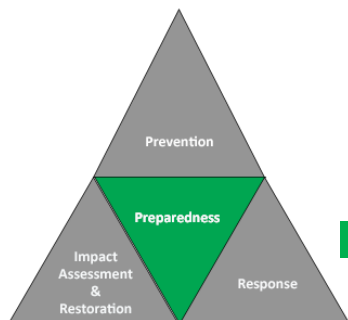 Prevention
Preparedness
Impact
Assessment
&
Restoration
Response